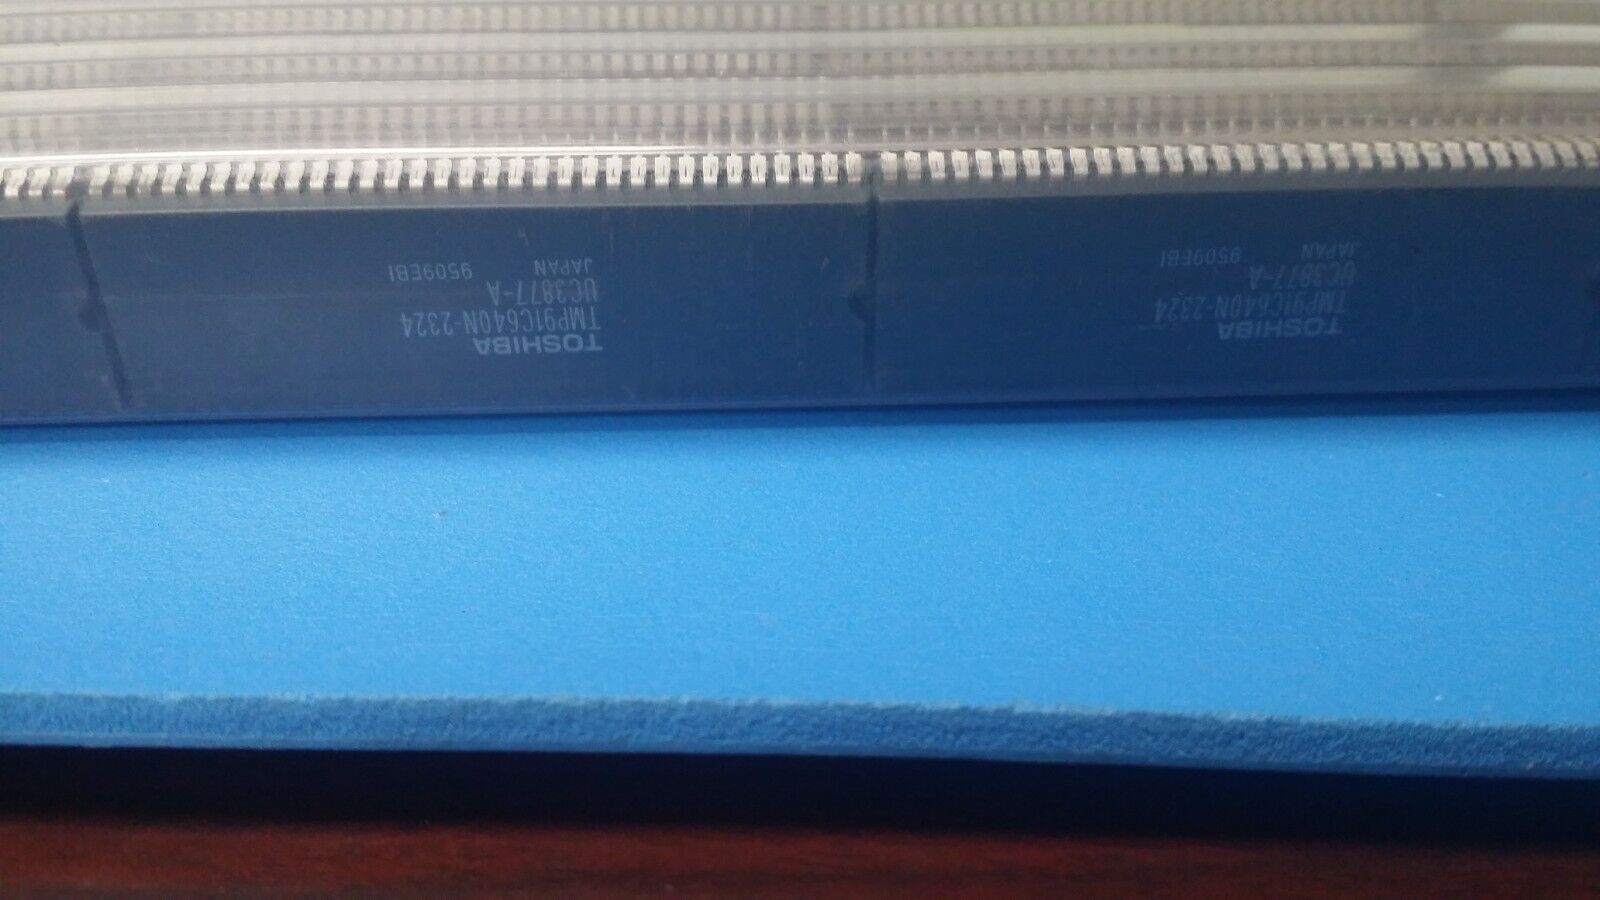 TOSHIBA
TMP91C640N-2324
UC3877-A
JAPAN 9509EBI
TOSHIBA
TMP91C640N-2324
UC3877-A
JAPAN 9509EBI